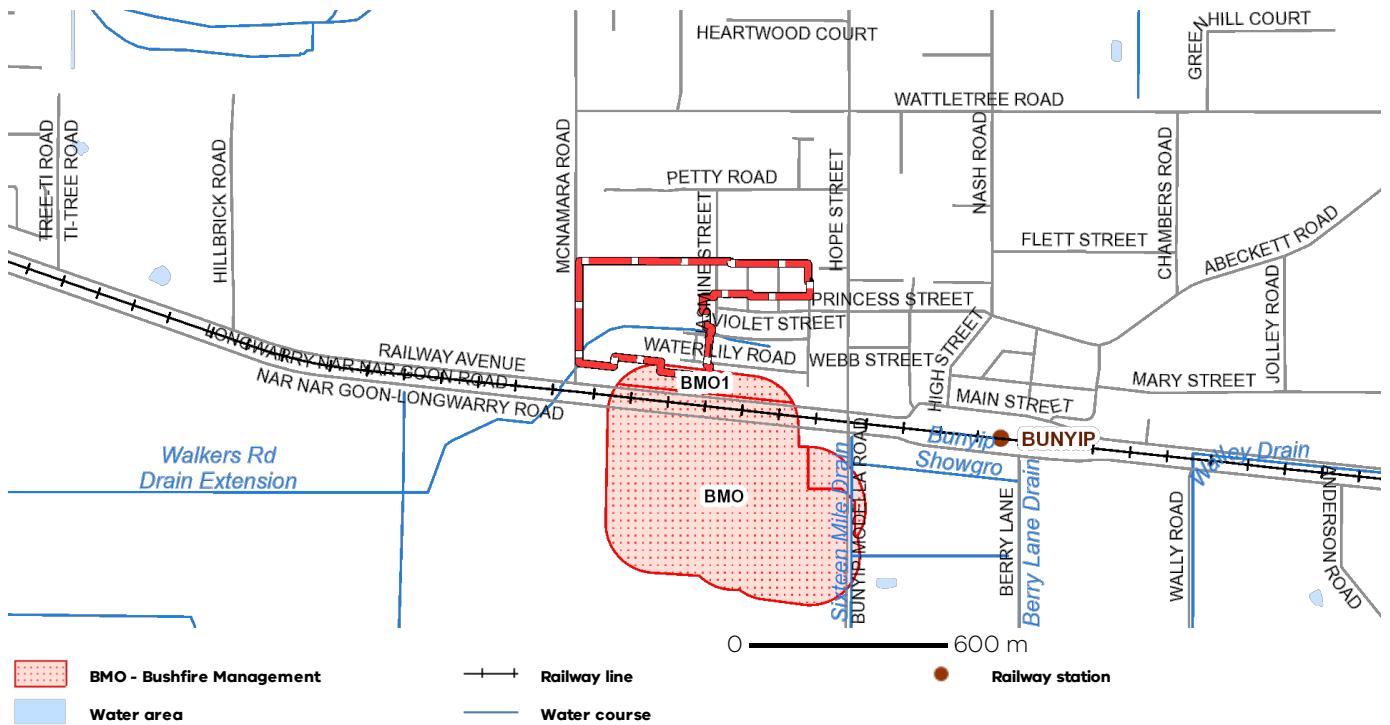 HEARTWOOD COURT
GREEN
HILL COURT
WATTLETREE ROAD
TREE-TI ROAD
TI-TREE ROAD
HILLBRICK ROAD
MCNAMARA ROAD
PETTY ROAD
HOPE STREET
NASH ROAD
CHAMBERS ROAD
FLETT STREET
ABECKETT ROAD
JOLLEY ROAD
PRINCESS STREET
VIOLET STREET
WATER LILY ROAD
WEBB STREET
HIGH STREET
MARY STREET
MAIN STREET
RAILWAY AVENUE
LONGWARRY NAR NAR GOON ROAD
NAR NAR GOON-LONGWARRY ROAD
BMO1
BUNYIP
Bunyip
Showgro
Walkers Rd
Drain Extension
BMO
Sixteen Mile Drain
BUNYIP MODELLA ROAD
BERRY LANE
Berry Lane Drain
WALLY ROAD
Walley Drain
ANDERSON ROAD
0 600 m
BMO - Bushfire Management
Railway line
Railway station
Water area
Water course